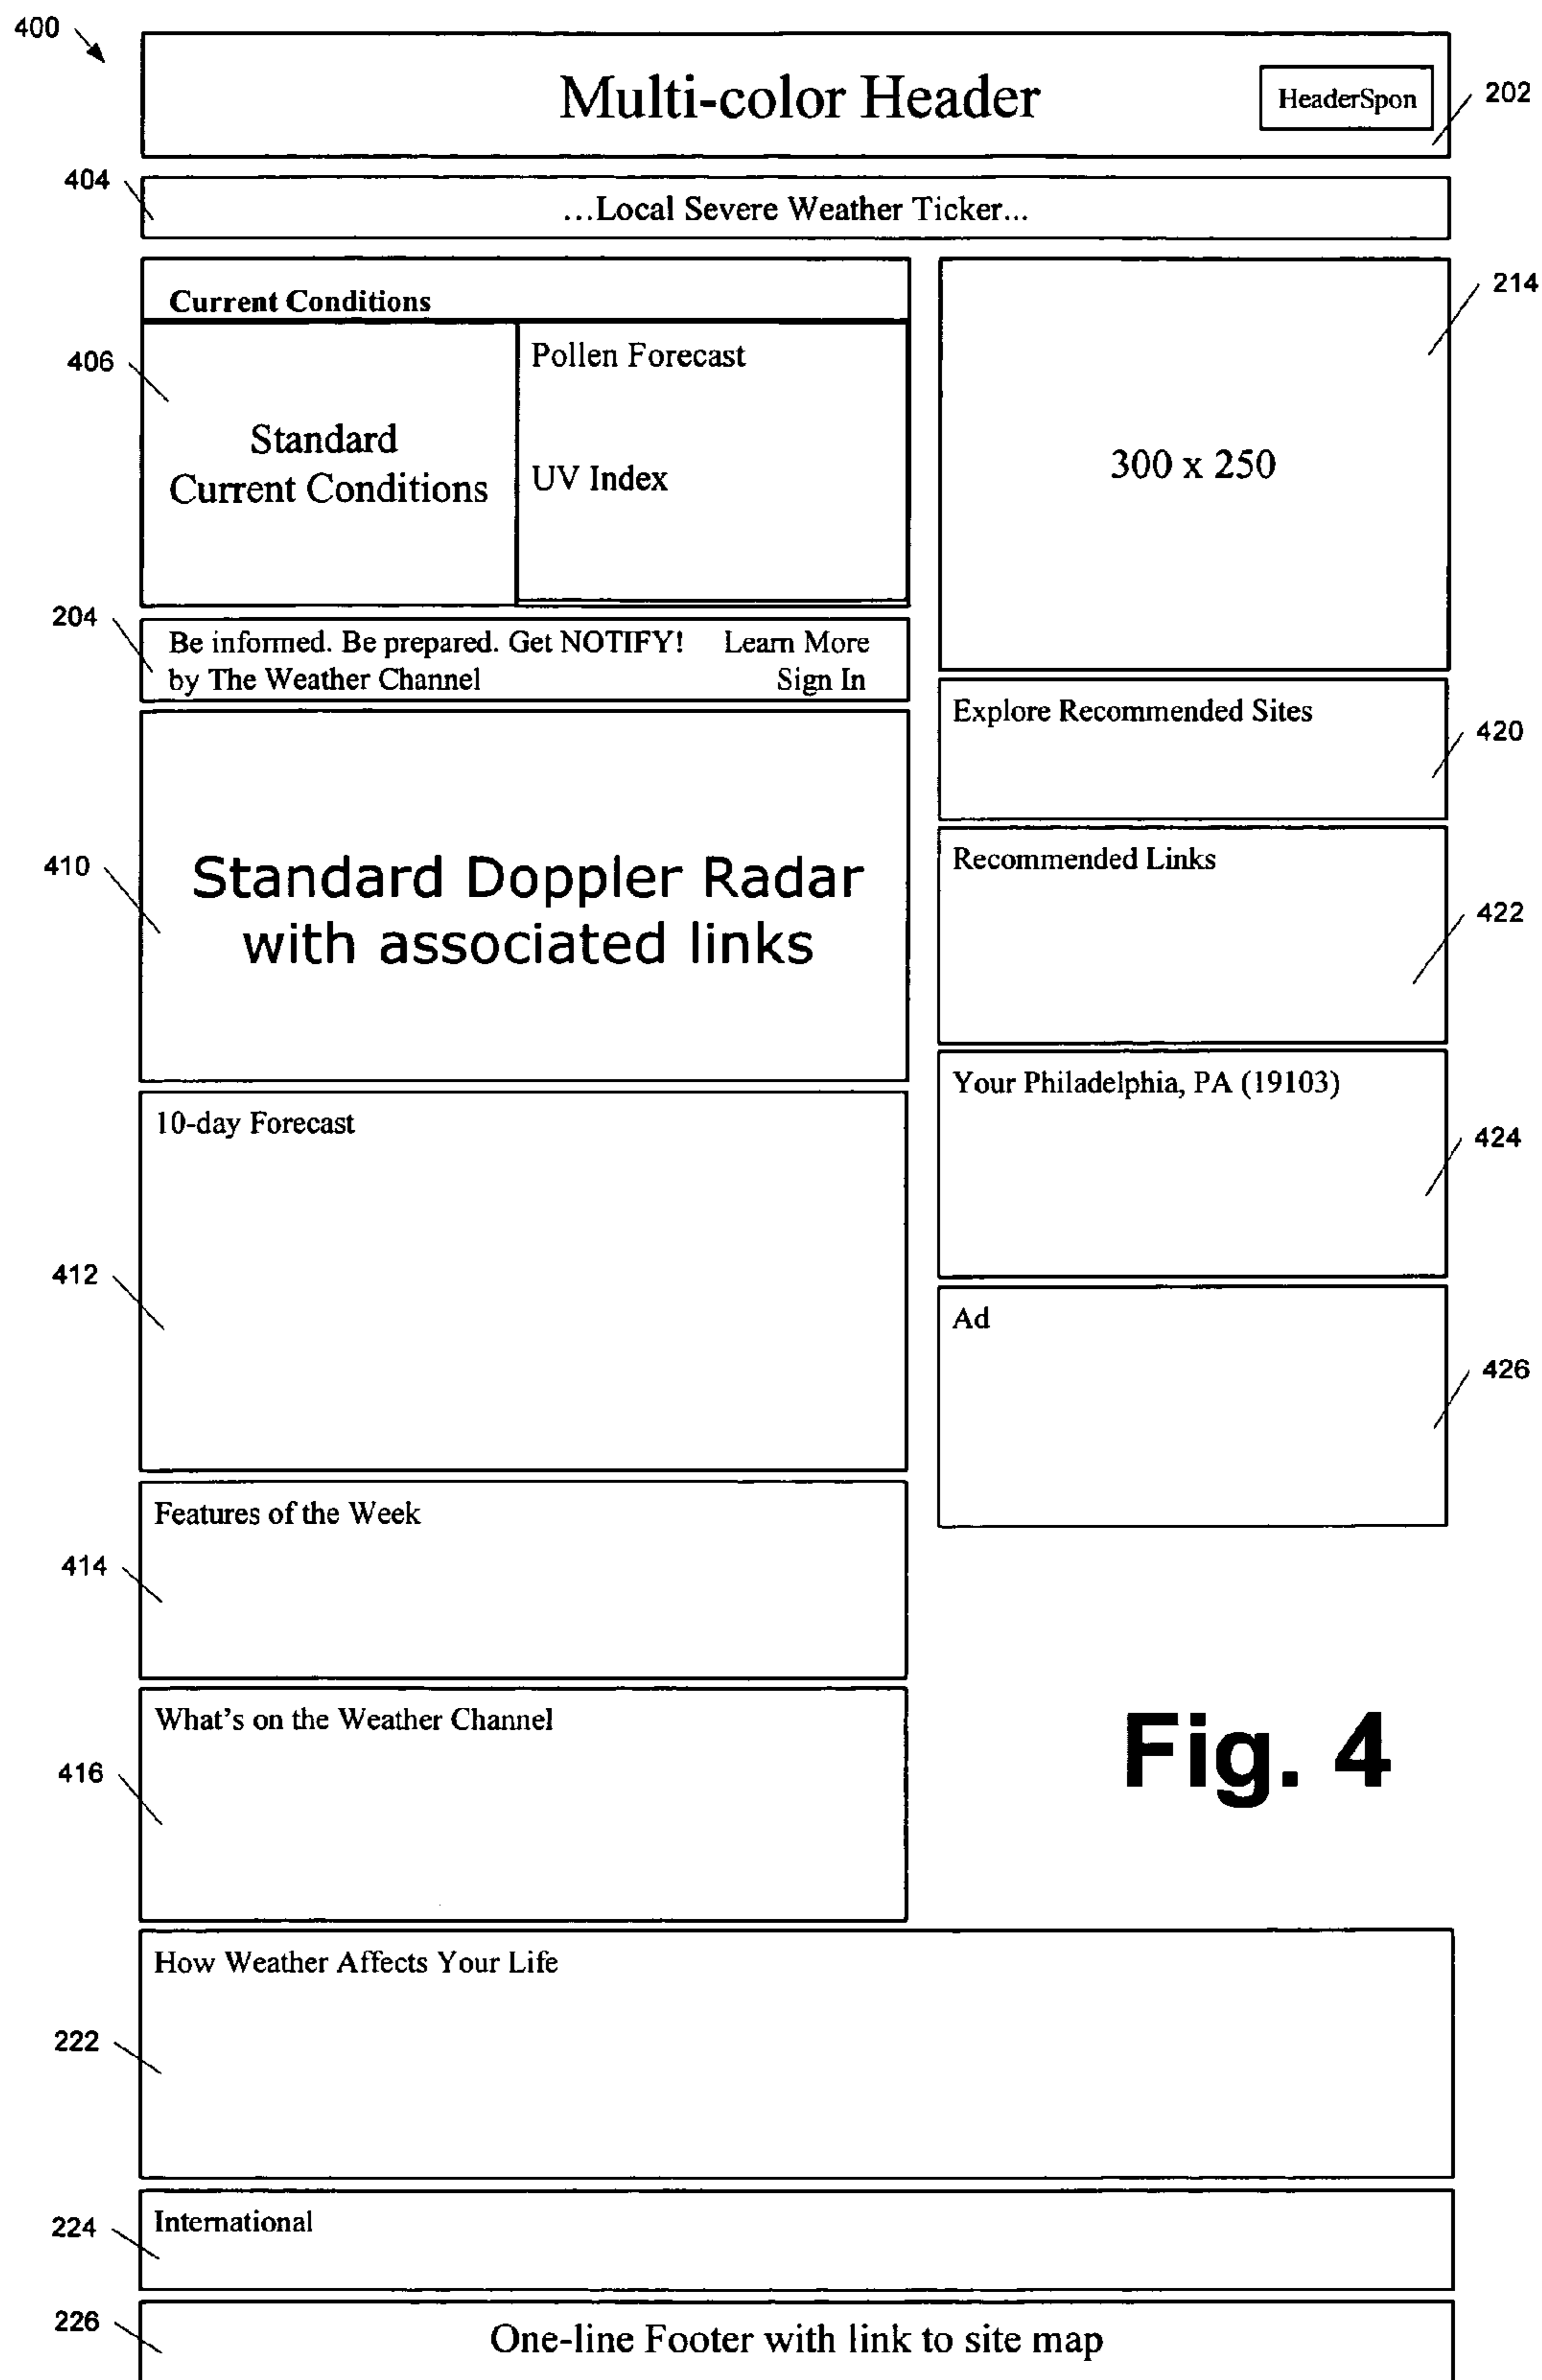 400
Multi-color Header
HeaderSpon
202
404
...Local Severe Weather Ticker...
Current Conditions
406
Standard
Current Conditions
Pollen Forecast
UV Index
214
300 x 250
204
Be informed. Be prepared. Get NOTIFY! Learn More
by The Weather Channel Sign In
Explore Recommended Sites
420
410
Standard Doppler Radar
with associated links
Recommended Links
422
Your Philadelphia, PA (19103)
424
412
10-day Forecast
Ad
426
Features of the Week
414
What's on the Weather Channel
416
Fig. 4
How Weather Affects Your Life
222
International
224
226
One-line Footer with link to site map